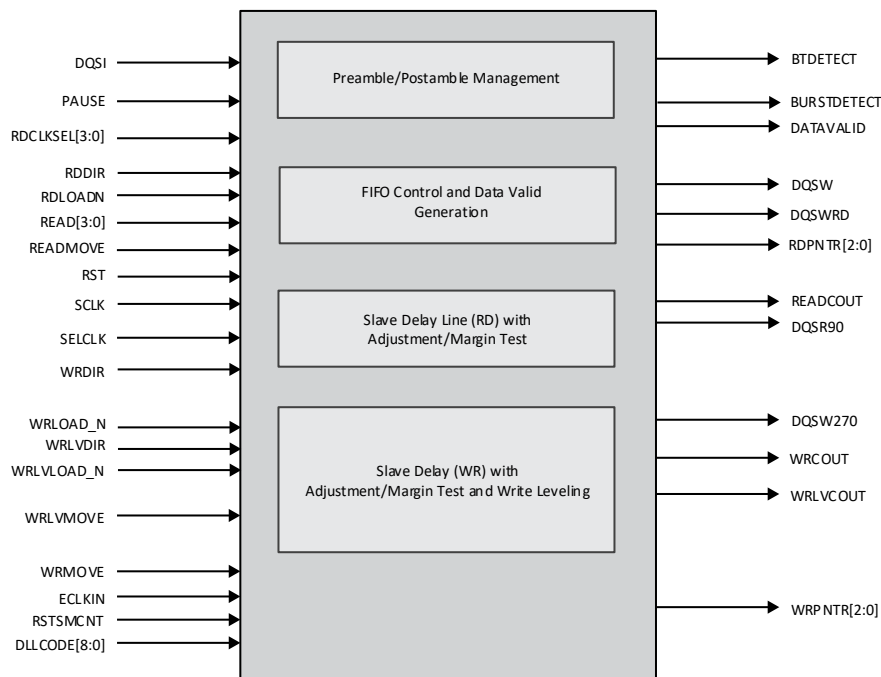 DQSI
PAUSE
RDCLKSEL[3:0]
RDDIR
RDLOADN
READ[3:0]
READMOVE
RST
SCLK
SELCLK
WRDIR
WRLOAD_N
WRLVDIR
WRLVLOAD_N
WRLVMOVE
WRMOVE
ECLKIN
RSTSMCNT
DLLCODE[8:0]
Preamble/Postamble Management
FIFO Control and Data Valid
Generation
Slave Delay Line (RD) with
Adjustment/Margin Test
Slave Delay (WR) with
Adjustment/Margin Test and Write Leveling
BTDETECT
BURSTDETECT
DATAVALID
DQSW
DQSWRD
RDPNTR[2:0]
READCOUT
DQSR90
DQSW270
WRCOUT
WRLVCOUT
WRPNTR[2:0]